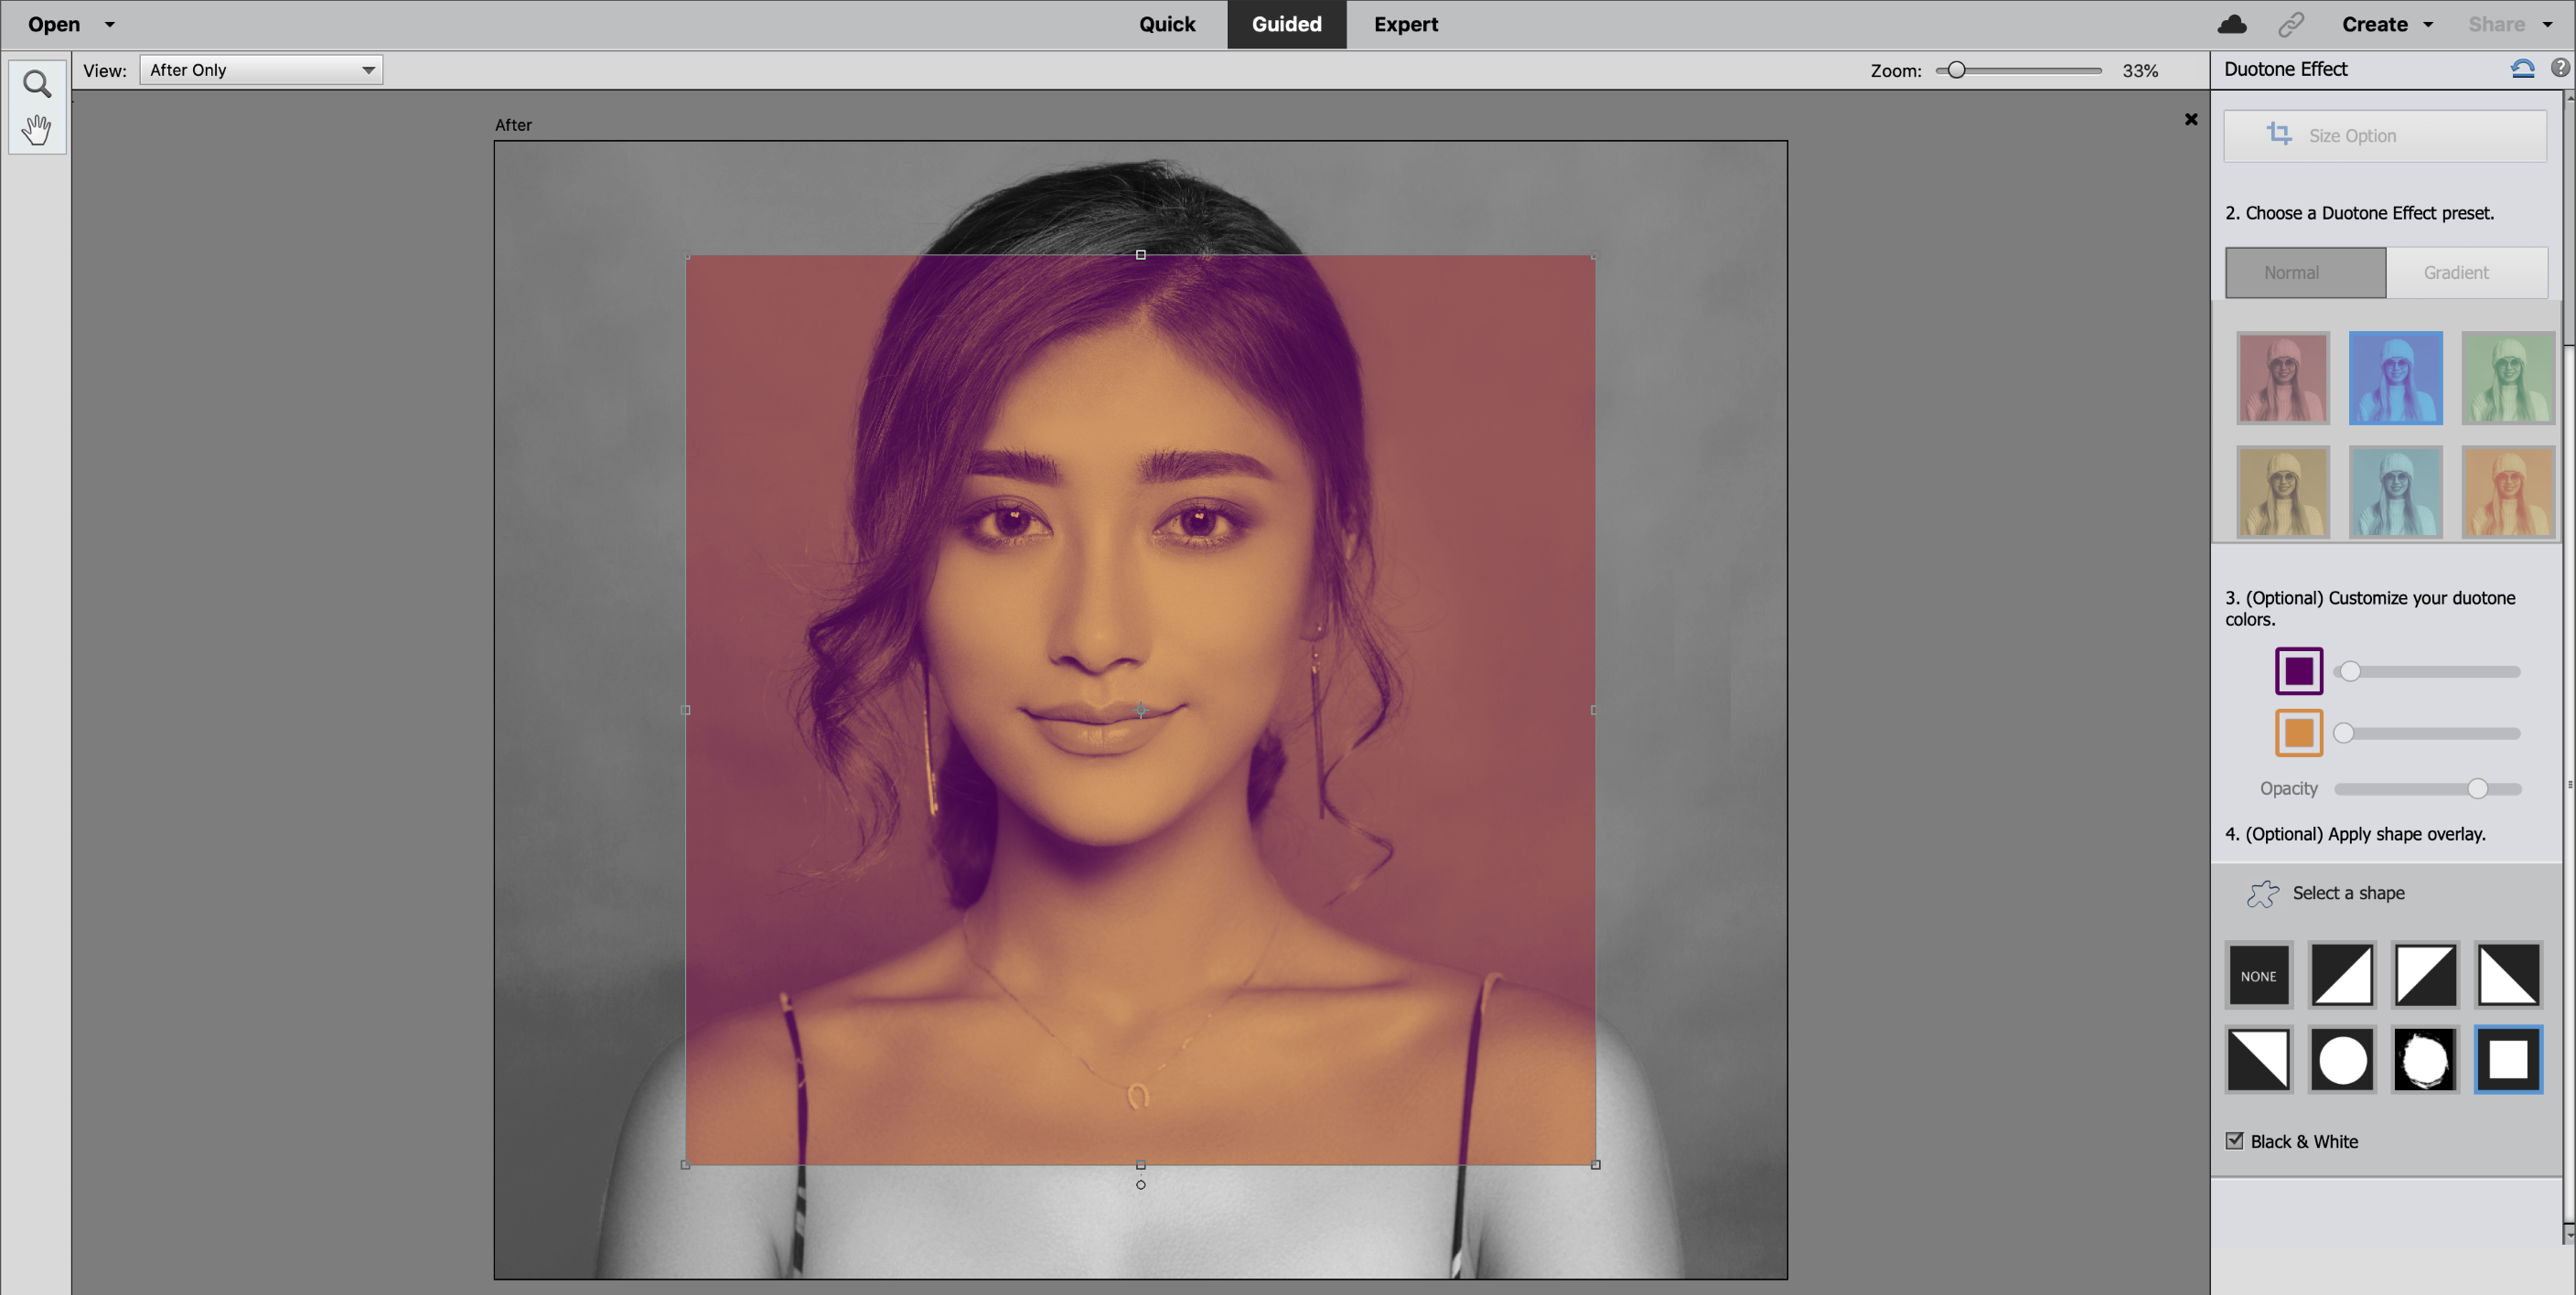 Open
Quick
Guided
Expert
Create
Share
View:
After Only
Zoom:
33%
Duotone Effect
?
After
Size Option
2. Choose a Duotone Effect preset.
Normal
Gradient
3. (Optional) Customize your duotone
colors.
Opacity
4. (Optional) Apply shape overlay.
Select a shape
NONE
Black & White